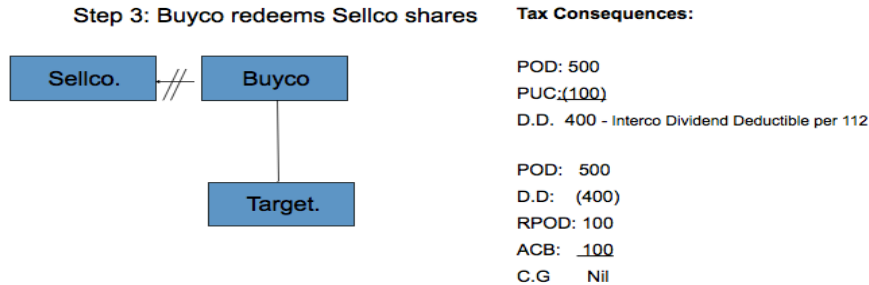 Step 3: Buyco redeems Sellco shares
Sellco.
Buyco
Target.
Tax Consequences:
POD: 500
PUC:(100)
D.D. 400 - Interco Dividend Deductible per 112
POD: 500
D.D: (400)
RPOD: 100
ACB: 100
C.G Nil